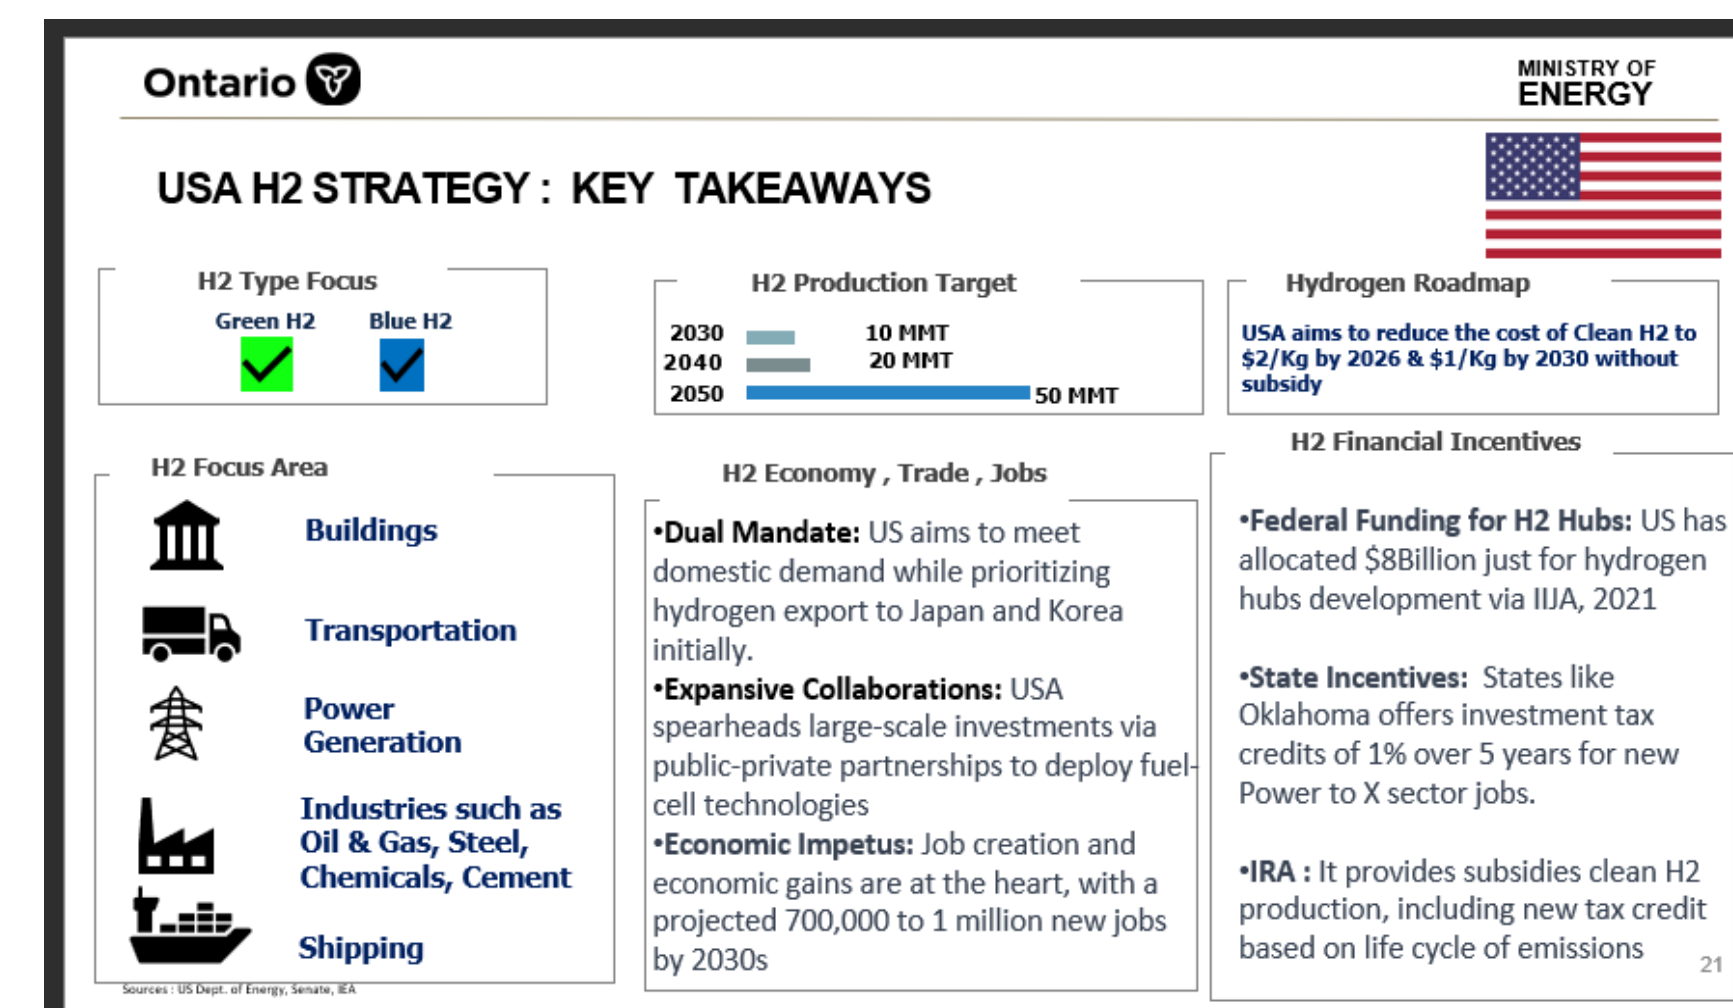 Ontario
MINISTRY OF
ENERGY
USA H2 STRATEGY : KEY TAKEAWAYS
H2 Type Focus
Green H2 Blue H2
H2 Production Target
2030 10 MMT
2040 20 MMT
2050 50 MMT
Hydrogen Roadmap
USA aims to reduce the cost of Clean H2 to
$2/Kg by 2026 & $1/Kg by 2030 without
subsidy
H2 Focus Area
Buildings
Transportation
Power
Generation
Industries such as
Oil & Gas, Steel,
Chemicals, Cement
Shipping
H2 Economy , Trade , Jobs
•Dual Mandate: US aims to meet
domestic demand while prioritizing
hydrogen export to Japan and Korea
initially.
•Expansive Collaborations: USA
spearheads large-scale investments via
public-private partnerships to deploy fuel-
cell technologies
•Economic Impetus: Job creation and
economic gains are at the heart, with a
projected 700,000 to 1 million new jobs
by 2030s
H2 Financial Incentives
•Federal Funding for H2 Hubs: US has
allocated $8Billion just for hydrogen
hubs development via IIJA, 2021
•State Incentives: States like
Oklahoma offers investment tax
credits of 1% over 5 years for new
Power to X sector jobs.
•IRA : It provides subsidies clean H2
production, including new tax credit
based on life cycle of emissions
21
Sources : US Dept. of Energy, Senate, IEA